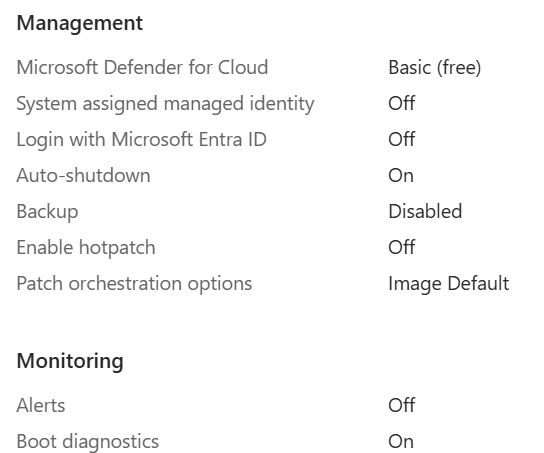 Management
Microsoft Defender for Cloud Basic (free)
System assigned managed identity Off
Login with Microsoft Entra ID Off
Auto-shutdown On
Backup Disabled
Enable hotpatch Off
Patch orchestration options Image Default
Monitoring
Alerts Off
Boot diagnostics On